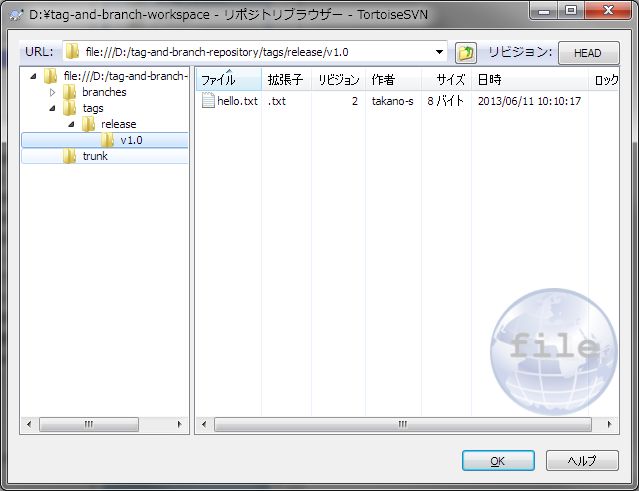 D:¥tag-and-branch-workspace - リポジトリブラウザー - TortoiseSVN
URL: file:///D:/tag-and-branch-repository/tags/release/v1.0 リビジョン: HEAD
file:///D:/tag-and-branch-
branches
tags
release
v1.0
trunk
ファイル 拡張子 リビジョン 作者 サイズ 日時 ロック
hello.txt .txt 2 takano-s 8 バイト 2013/06/11 10:10:17
file
OK ヘルプ